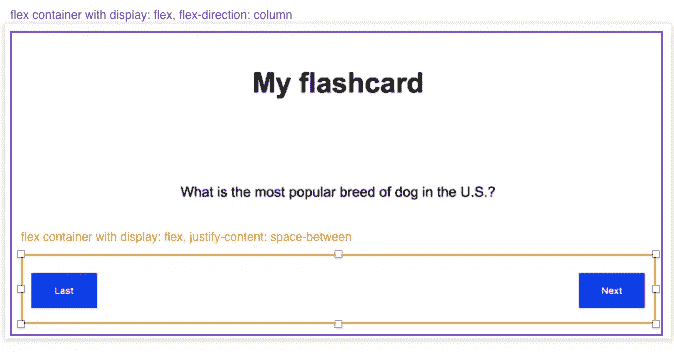 flex container with display: flex, flex-direction: column
My flashcard
What is the most popular breed of dog in the U.S.?
flex container with display: flex, justify-content: space-between
Last
Next